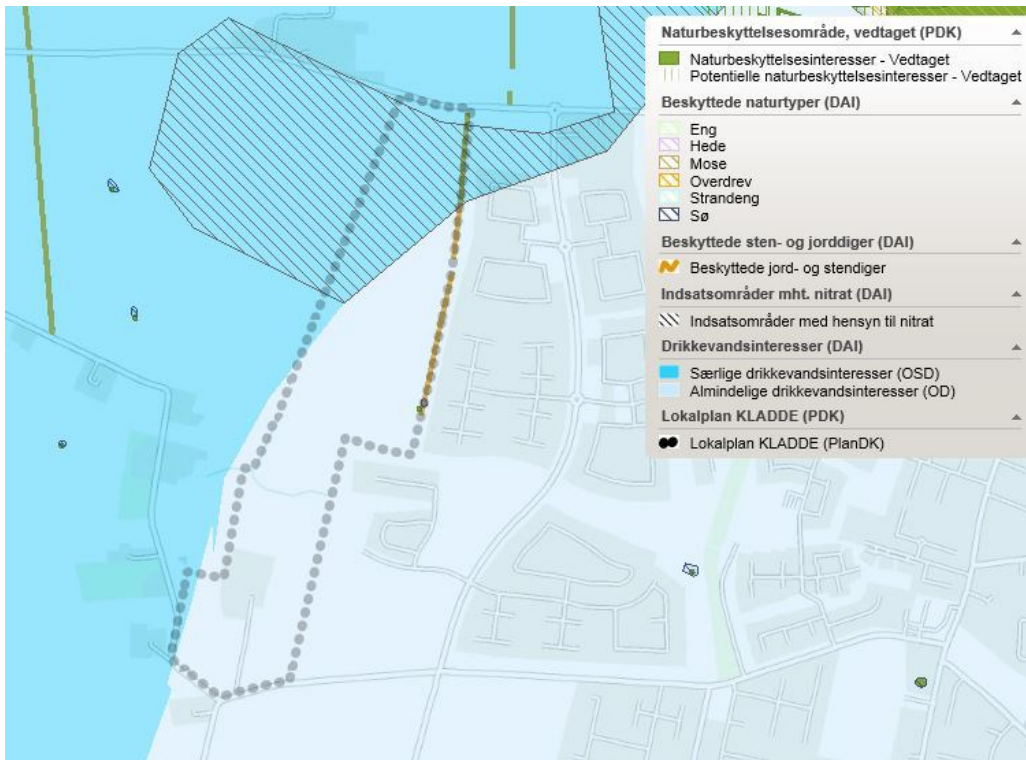 Naturbeskyttelsesområde, vedtaget (PDK)
Naturbeskyttelsesinteresser - Vedtaget
Potentielle naturbeskyttelsesinteresser - Vedtaget
Beskyttede naturtyper (DAI)
Eng
Hede
Mose
Overdrev
Strandeng
Sø
Beskyttede sten- og jorddiger (DAI)
Beskyttede jord- og stendiger
Indsatsområder mht. nitrat (DAI)
Indsatsområder med hensyn til nitrat
Drikkevandsinteresser (DAI)
Særlige drikkevandsinteresser (OSD)
Almindelige drikkevandsinteresser (OD)
Lokalplan KLADDE (PDK)
Lokalplan KLADDE (PlanDK)